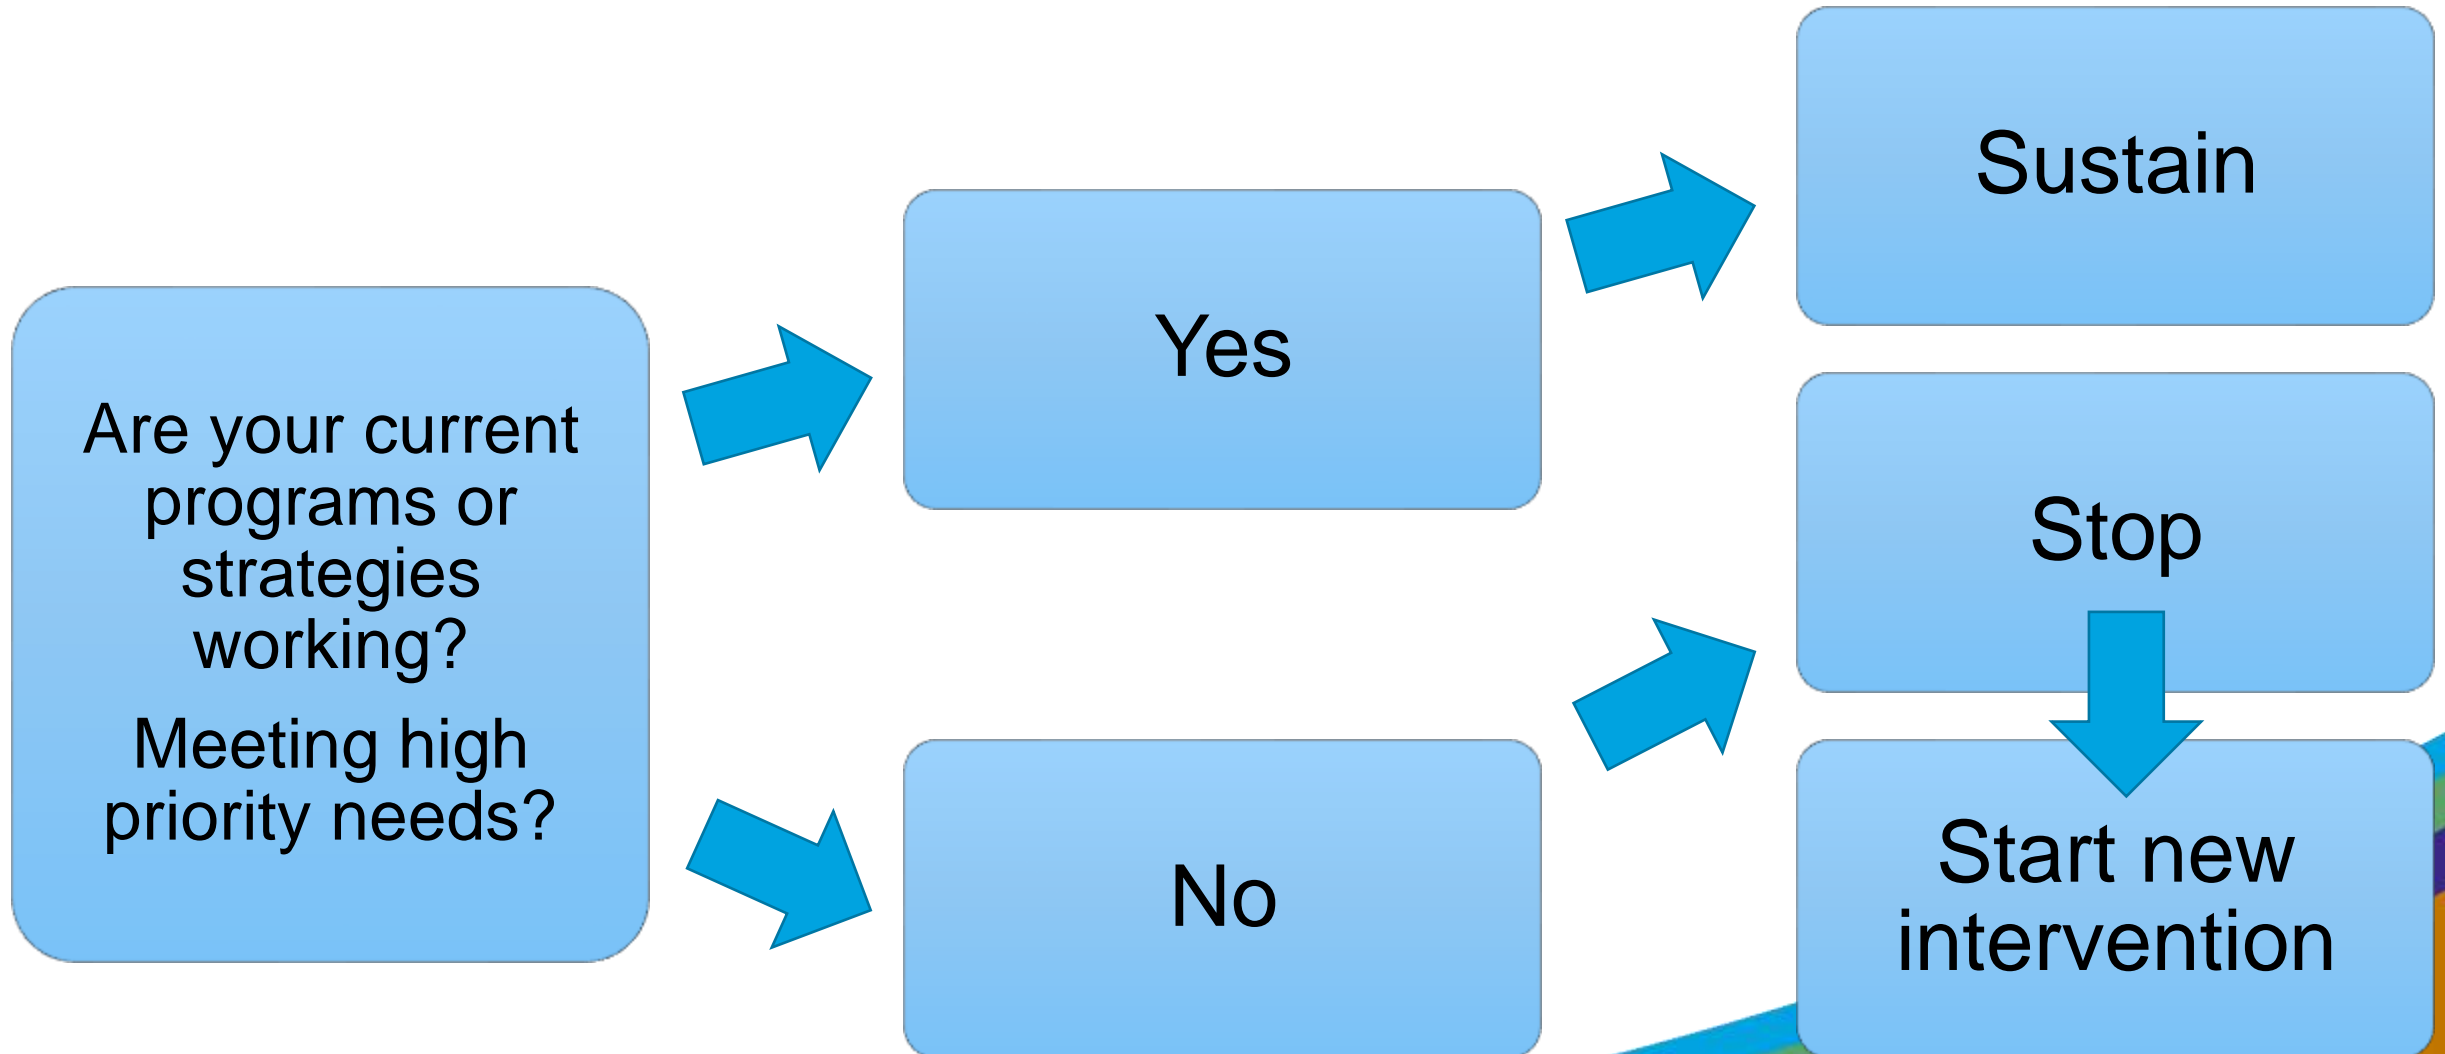 Are your current
programs or
strategies
working?
Meeting high
priority needs?
Yes
No
Sustain
Stop
Start new
intervention